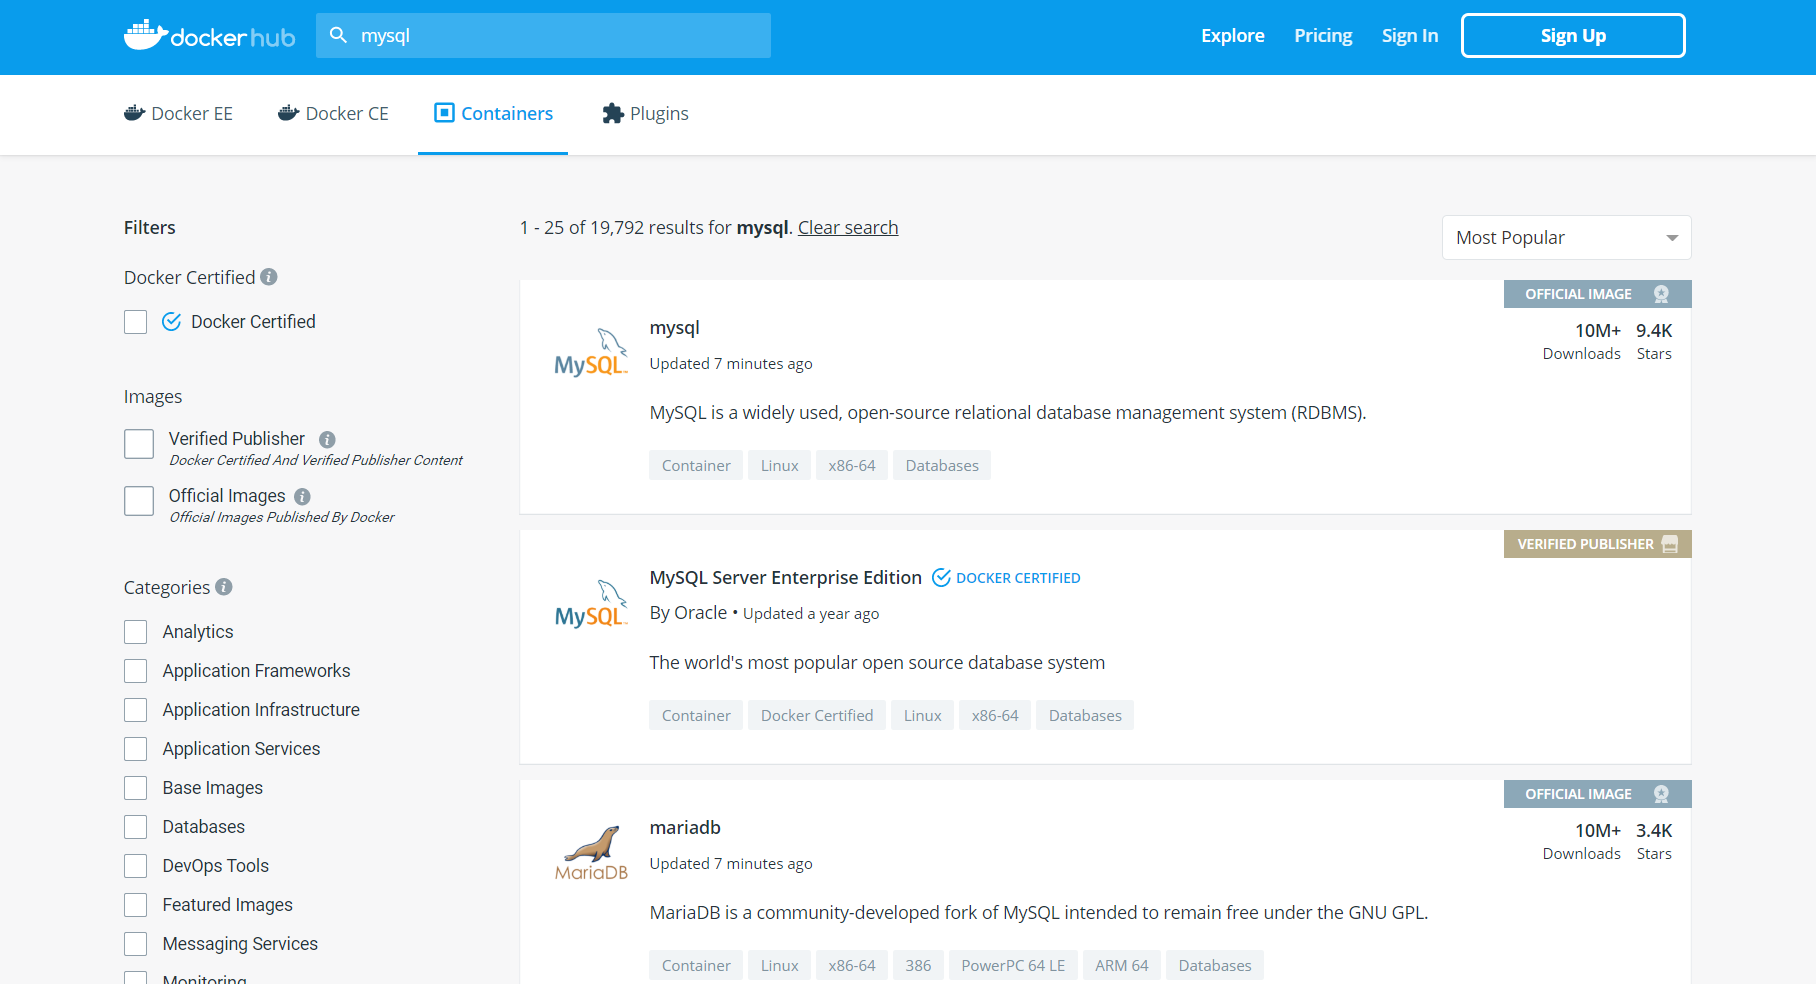 docker hub
mysql
Explore
Pricing
Sign In
Sign Up
Docker EE
Docker CE
Containers
Plugins
Filters
Docker Certified
Docker Certified
Images
Verified Publisher
Docker Certified And Verified Publisher Content
Official Images
Official Images Published By Docker
Categories
Analytics
Application Frameworks
Application Infrastructure
Application Services
Base Images
Databases
DevOps Tools
Featured Images
Messaging Services
Monitoring
1 - 25 of 19,792 results for mysql. Clear search
Most Popular
OFFICIAL IMAGE
MySQL
mysql
10M+ 9.4K
Downloads Stars
Updated 7 minutes ago
MySQL is a widely used, open-source relational database management system (RDBMS).
Container Linux x86-64 Databases
VERIFIED PUBLISHER
MySQL
MySQL Server Enterprise Edition DOCKER CERTIFIED
By Oracle • Updated a year ago
The world's most popular open source database system
Container Docker Certified Linux x86-64 Databases
OFFICIAL IMAGE
MariaDB
mariadb
10M+ 3.4K
Downloads Stars
Updated 7 minutes ago
MariaDB is a community-developed fork of MySQL intended to remain free under the GNU GPL.
Container Linux x86-64 386 PowerPC 64 LE ARM 64 Databases